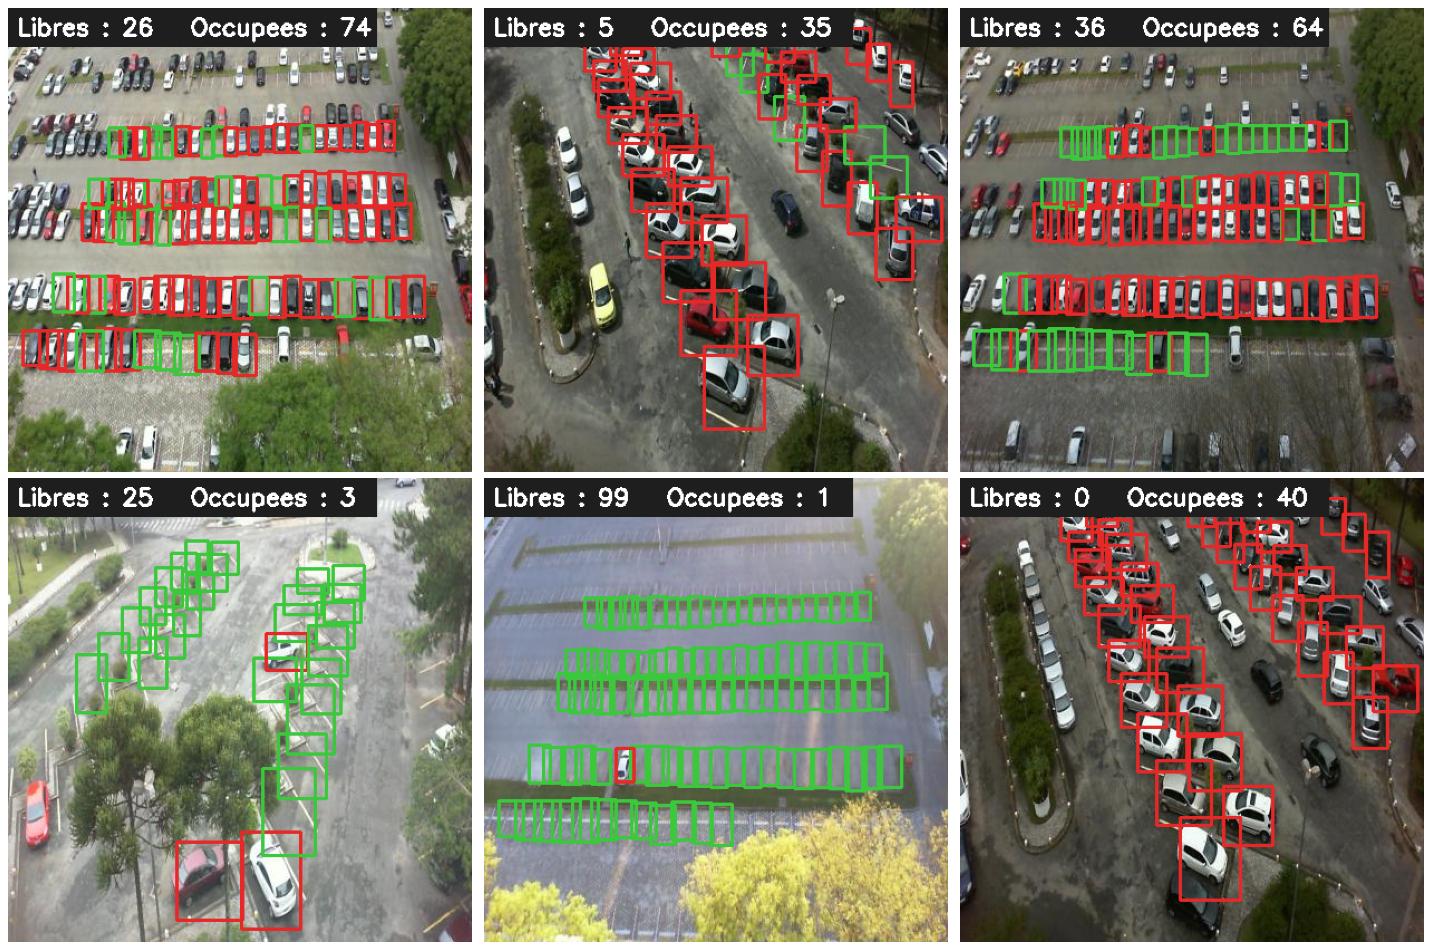 Libres : 26 Occupees : 74
Libres : 5 Occupees : 35
Libres : 36 Occupees : 64
Libres : 25 Occupees : 3
Libres : 99 Occupees : 1
Libres : 0 Occupees : 40